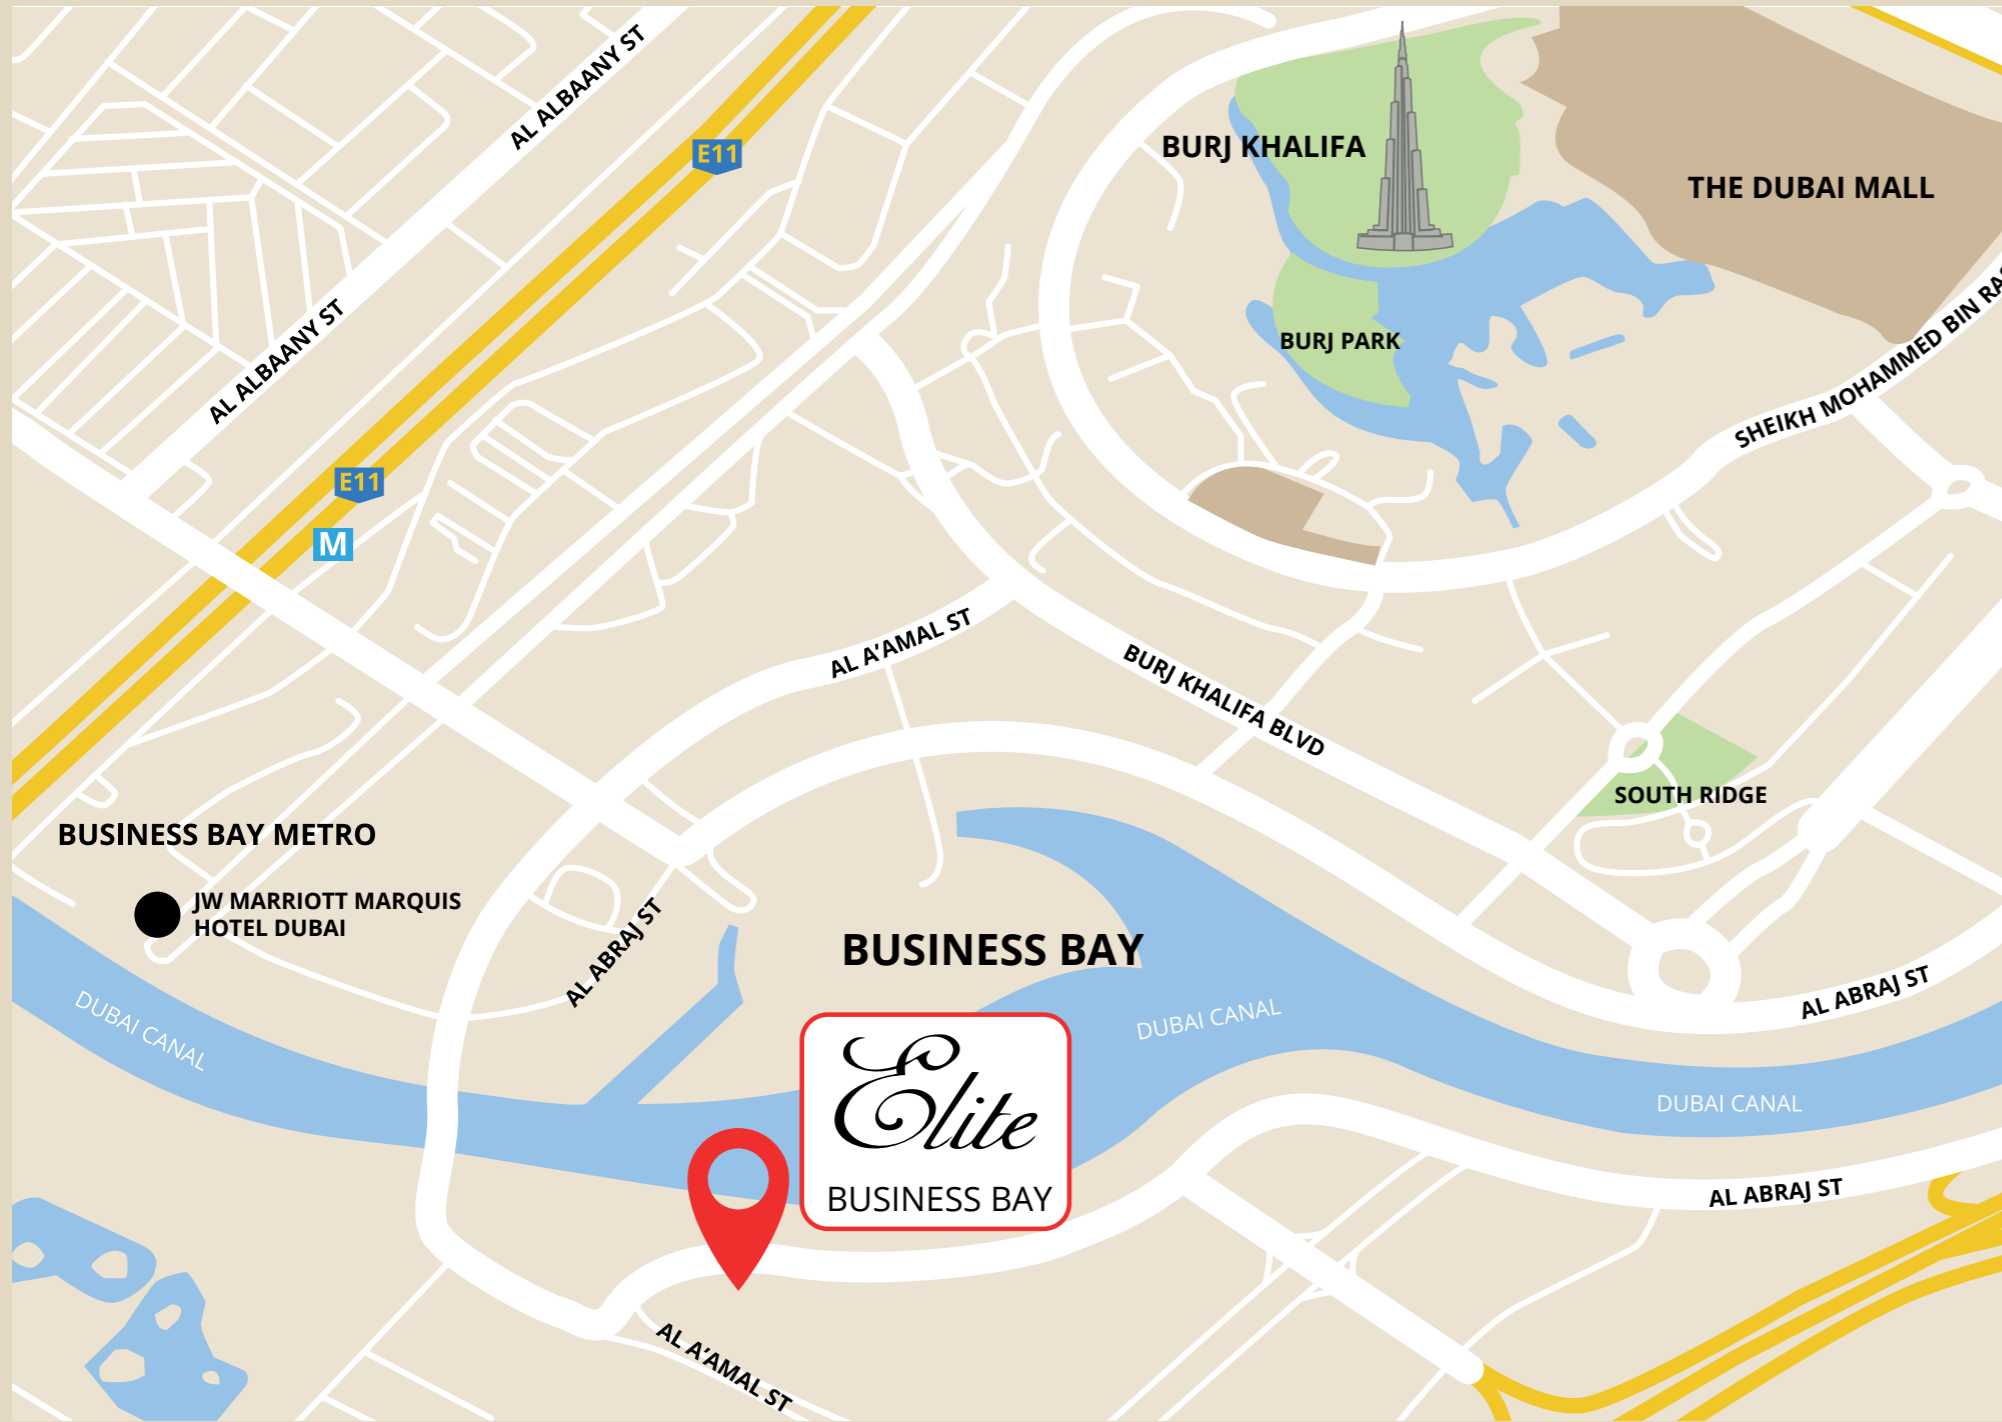 AL ALBAANY ST
E11
BURJ KHALIFA
THE DUBAI MALL
AL ALBAANY ST
BURJ PARK
SHEIKH MOHAMMED BIN
E11
M
AL A'AMAL ST
BURJ KHALIFA BLVD
SOUTH RIDGE
BUSINESS BAY METRO
JW MARRIOTT MARQUIS
HOTEL DUBAI
AL ABRAJ ST
BUSINESS BAY
AL ABRAJ ST
DUBAI CANAL
DUBAI CANAL
Elite
BUSINESS BAY
DUBAI CANAL
AL ABRAJ ST
AL A'AMAL ST